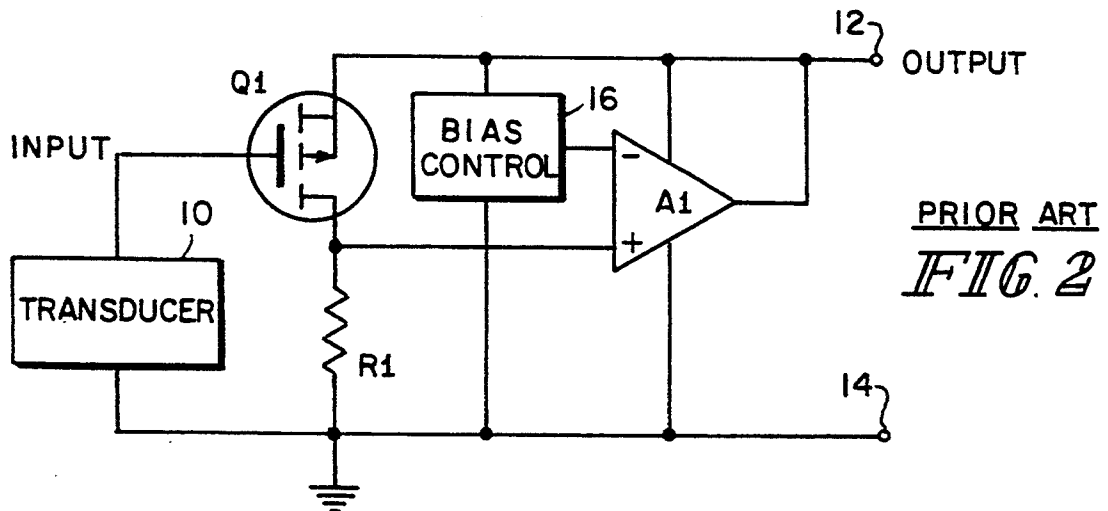 12
OUTPUT
Q1
16
BIAS
CONTROL
INPUT
-
A1
+
10
TRANSDUCER
PRIOR ART
FIG. 2
R1
14